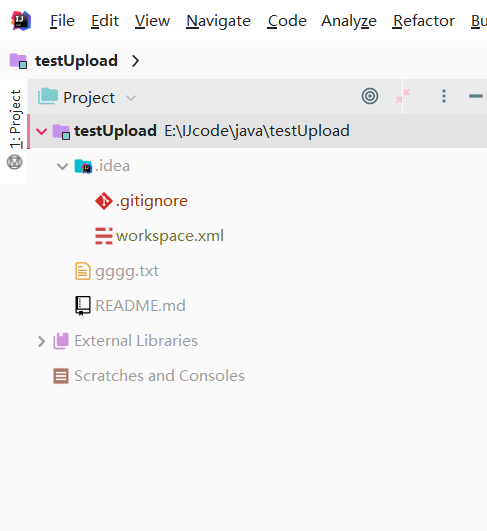 IJ File Edit View Navigate Code Analyze Refactor Bu
testUpload
1: Project
Project
testUpload E:\IJcode\java\testUpload
.idea
.gitignore
workspace.xml
gggg.txt
README.md
External Libraries
Scratches and Consoles